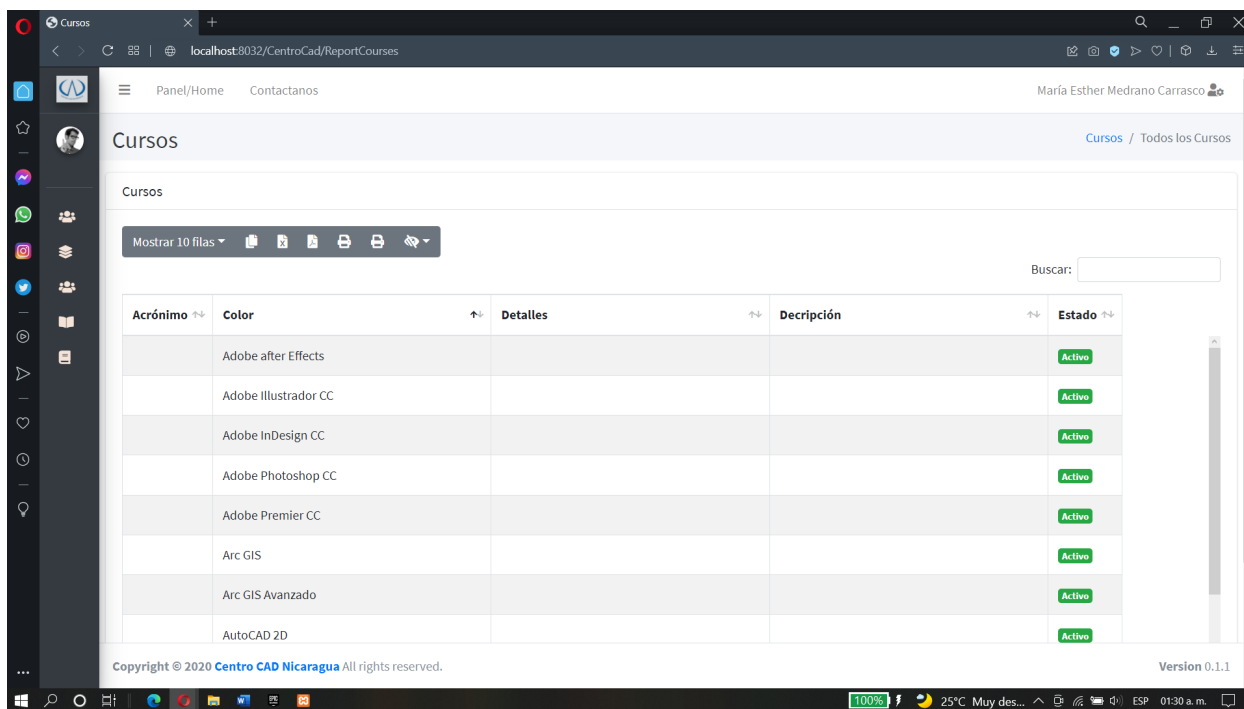 Cursos
localhost:8032/CentroCad/ReportCourses
Panel/Home Contactanos María Esther Medrano Carrasco
Cursos Cursos / Todos los Cursos
Cursos
Mostrar 10 filas
Buscar:
Acrónimo Color Detalles Decripción Estado
Adobe after Effects Activo
Adobe Illustrador CC Activo
Adobe InDesign CC Activo
Adobe Photoshop CC Activo
Adobe Premier CC Activo
Arc GIS Activo
Arc GIS Avanzado Activo
AutoCAD 2D Activo
Copyright © 2020 Centro CAD Nicaragua All rights reserved. Version 0.1.1
100% 25°C Muy des... ESP 01:30 a. m.